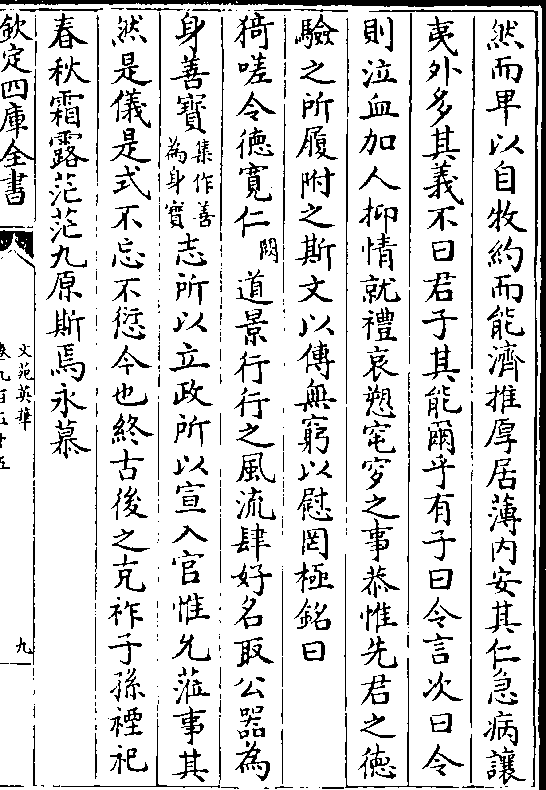 然而卑以自牧約而能濟推厚居薄内安其仁急病讓
夷外多其義不曰君子其能爾乎有子曰令言次曰令
則泣血加人抑情就禮哀愬窀穸之事恭惟先君之德
驗之所履附之斯文以傳無窮以慰罔極銘曰
猗嗟令德寬仁闕道景行行之風流肆好名取公器為
身善寳集作善為身寳志所以立政所以宣入官惟允蒞事其
然是儀是式不忘不愆今也終古後之克祚子孫禋祀
春秋霜露茫茫九原斯焉永慕
欽定四庫全書
文苑英華
卷九百五十五
九